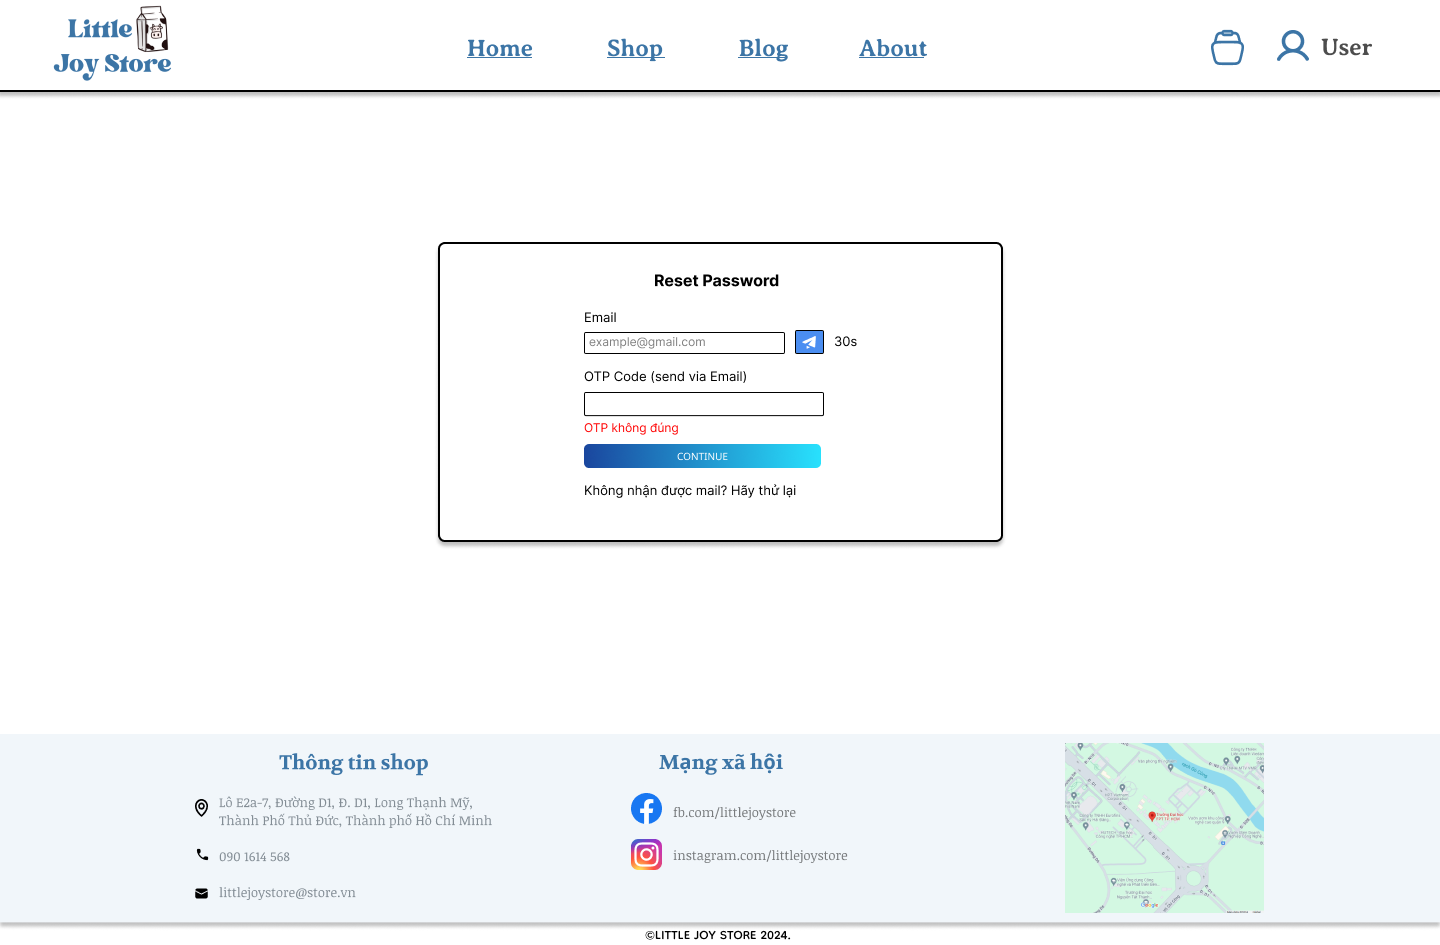 Little
Joy Store
Home
Shop
Blog
About
User
Reset Password
Email
example@gmail.com
30s
OTP Code (send via Email)
OTP không đúng
CONTINUE
Không nhận được mail? Hãy thử lại
Thông tin shop
Lô E2a-7, Đường D1, Đ. D1, Long Thạnh Mỹ,
Thành Phố Thủ Đức, Thành phố Hồ Chí Minh
090 1614 568
littlejoystore@store.vn
Mạng xã hội
fb.com/littlejoystore
instagram.com/littlejoystore
Google
©LITTLE JOY STORE 2024.